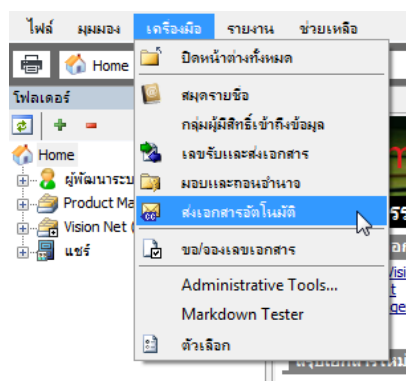 ไฟล์ มุมมอง เครื่องมือ รายงาน ช่วยเหลือ
Home
ปิดหน้าต่างทั้งหมด
โฟลเดอร์
สมุดรายชื่อ
กลุ่มผู้มีสิทธิ์เข้าถึงข้อมูล
Home
เลขรับและส่งเอกสาร
ผู้พัฒนาระบ
มอบและถอนอำนาจ
Product Ma
ส่งเอกสารอัตโนมัติ
Vision Net (
แชร์
ขอ/จองเลขเอกสาร
Administrative Tools...
Markdown Tester
ตัวเลือก